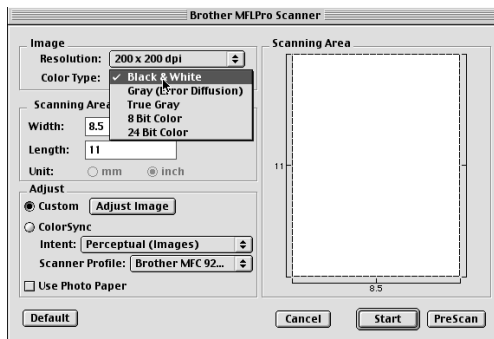 Brother MFLPro Scanner
Image
Resolution: 200 x 200 dpi
Color Type: ✓ Black & White
Gray (Error Diffusion)
True Gray
8 Bit Color
24 Bit Color
Scanning Area
Width: 8.5
Length: 11
Unit: mm inch
Adjust
Custom Adjust Image
ColorSync
Intent: Perceptual (Images)
Scanner Profile: Brother MFC 92...
Use Photo Paper
Default
Scanning Area
11
8.5
Cancel Start PreScan